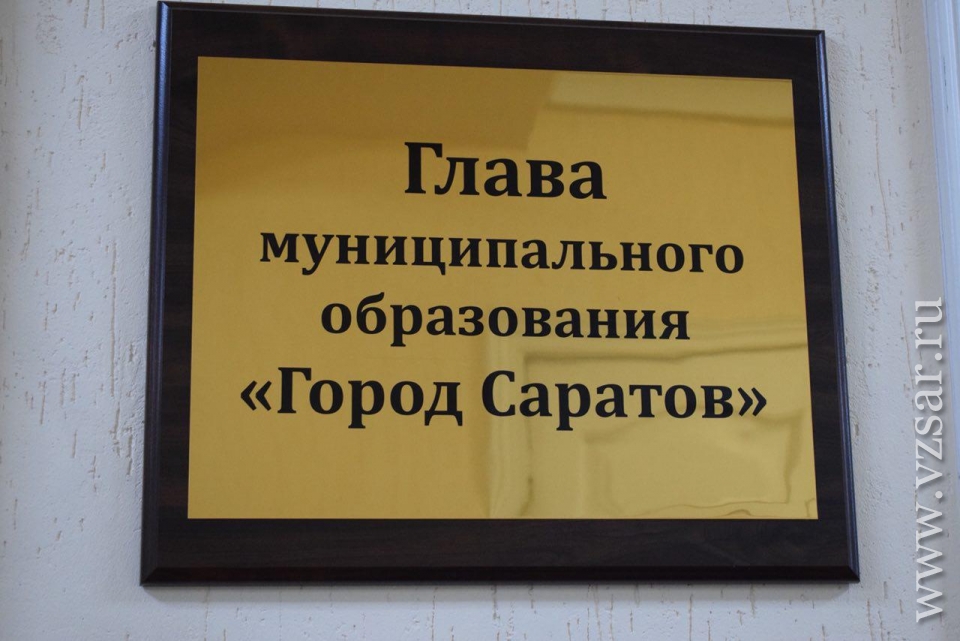 Глава
муниципального
образования
«Город Саратов»
www.vzsar.ru